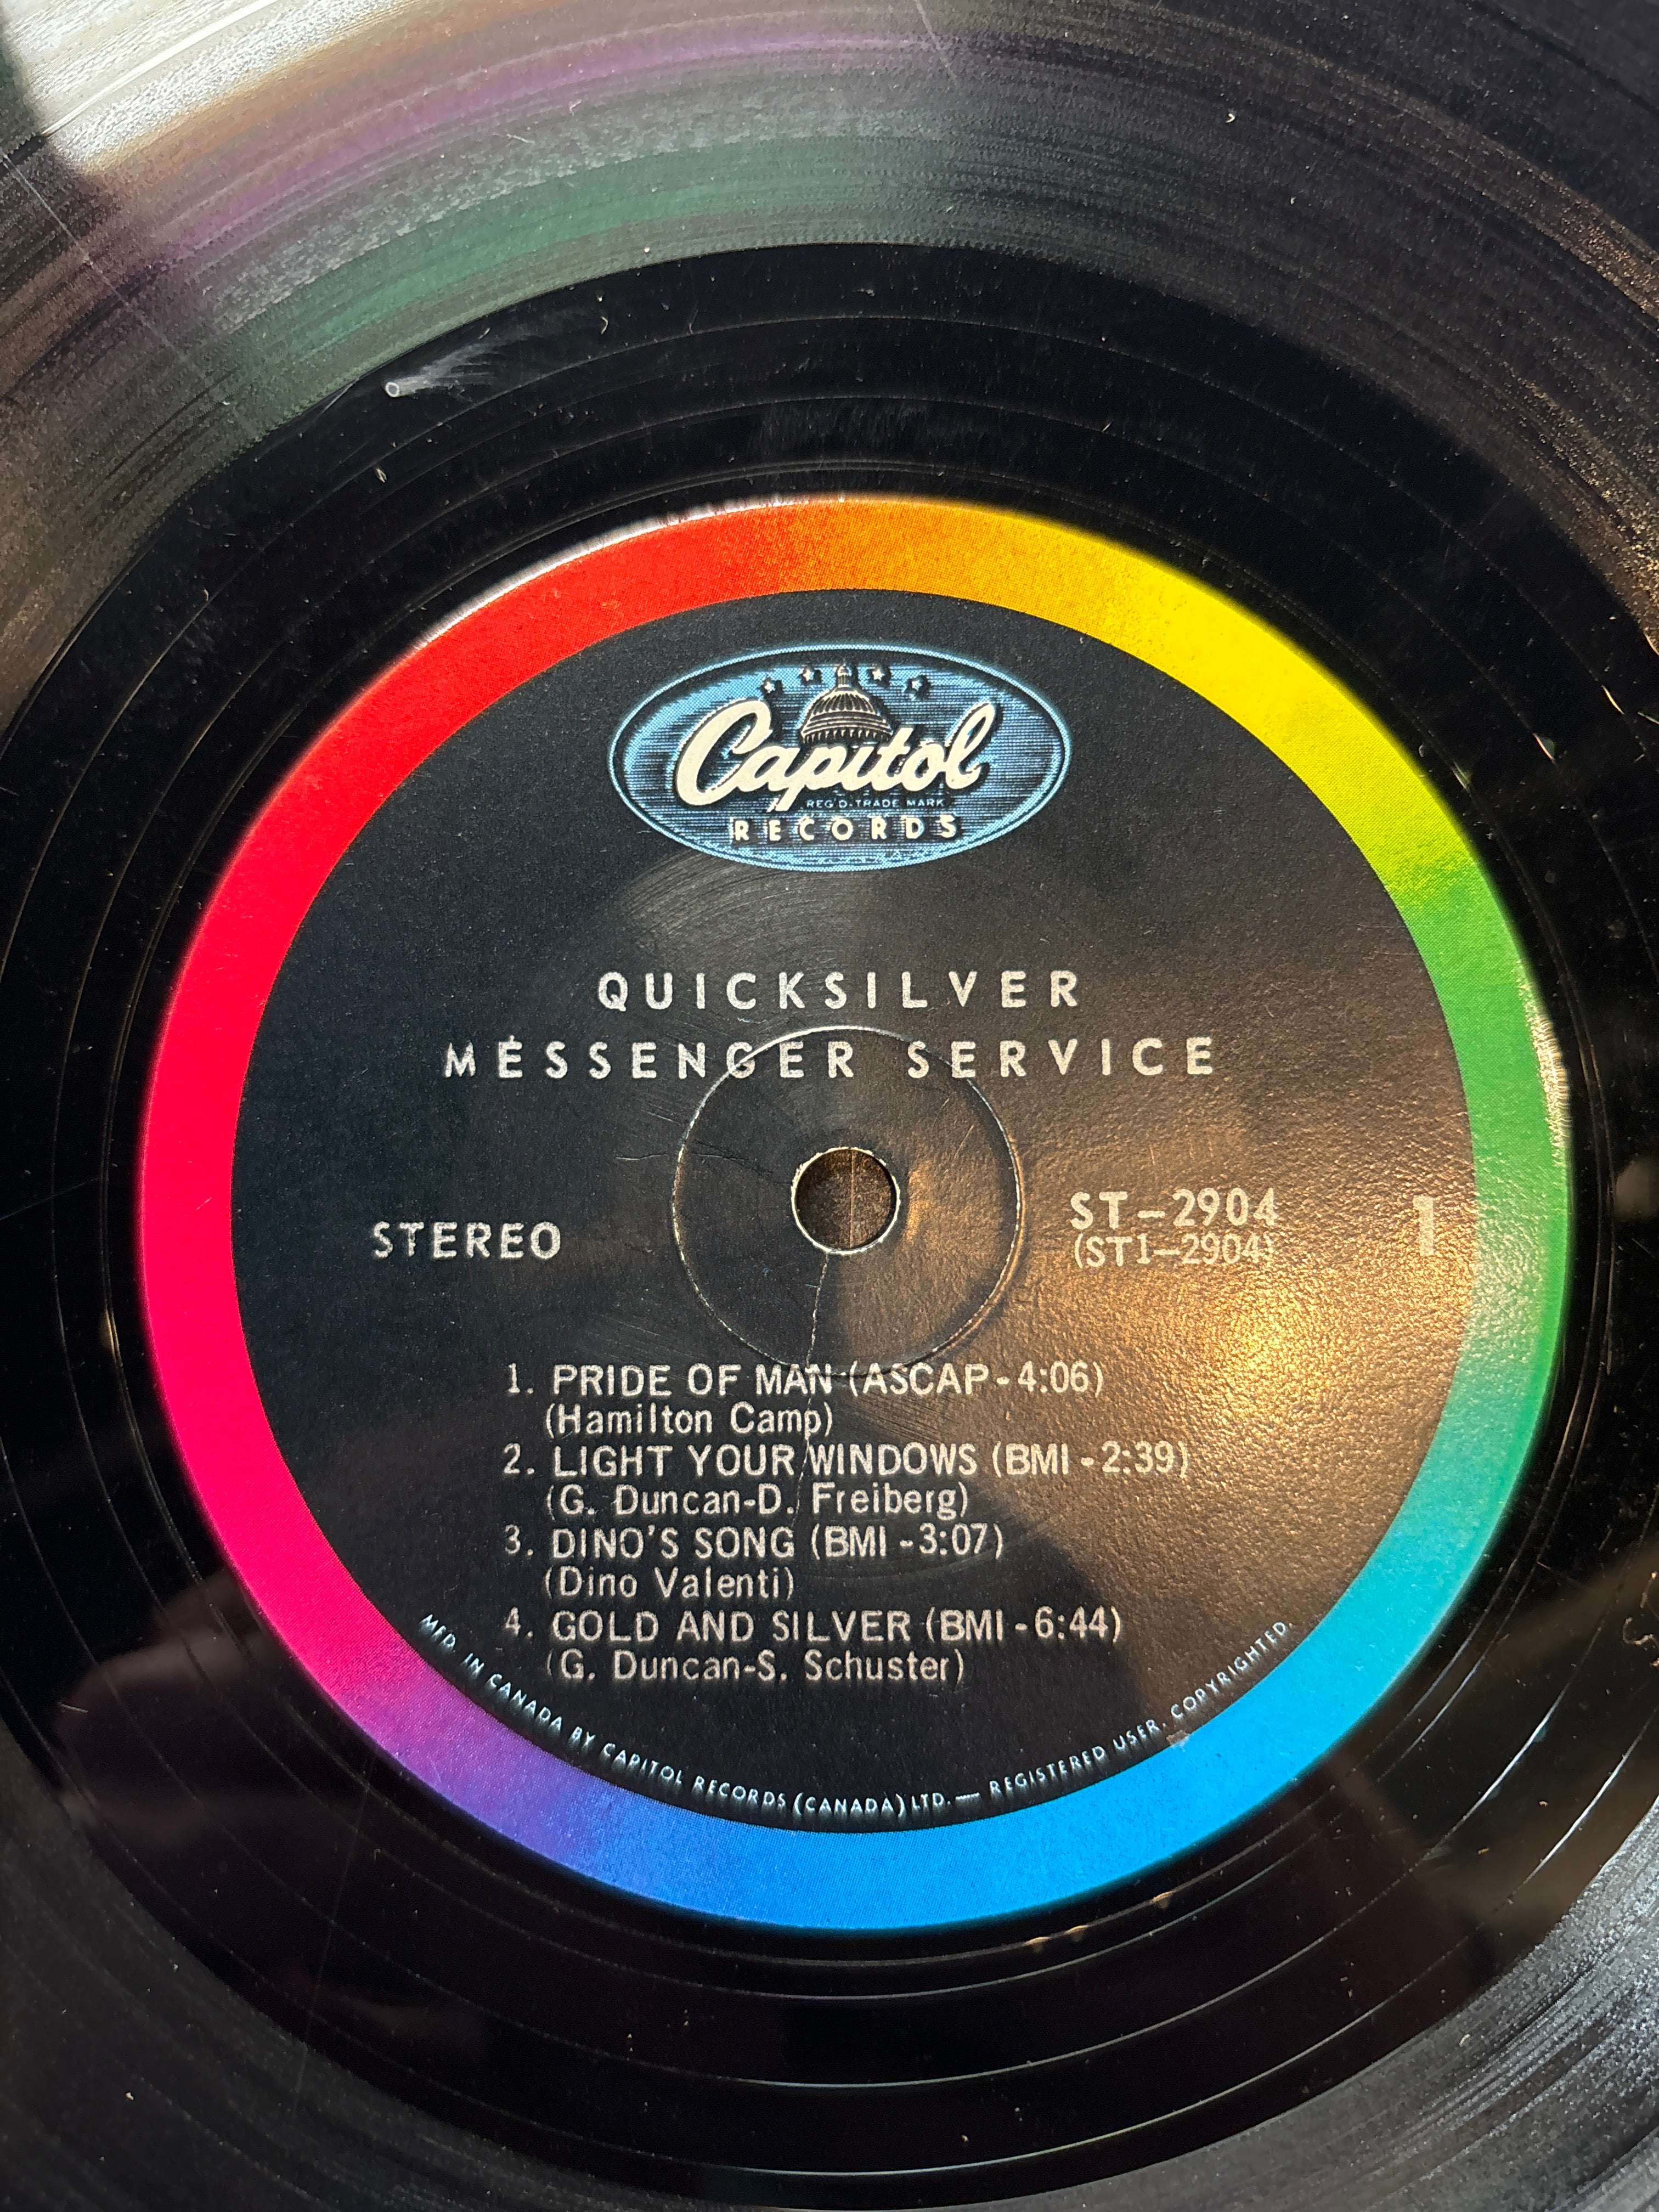 Capitol
REG'D-TRADE MARK
RECORDS
QUICKSILVER
MESSENGER SERVICE
STEREO
ST-2904
(ST1-2904)
1
1. PRIDE OF MAN (ASCAP-4:06)
(Hamilton Camp)
2. LIGHT YOUR WINDOWS (BMI-2:39)
(G. Duncan-D. Freiberg)
3. DINO'S SONG (BMI-3:07)
(Dino Valenti)
4. GOLD AND SILVER (BMI-6:44)
(G. Duncan-S. Schuster)
MFD. IN CANADA BY CAPITOL RECORDS (CANADA) LTD. — REGISTERED USER. COPYRIGHTED.